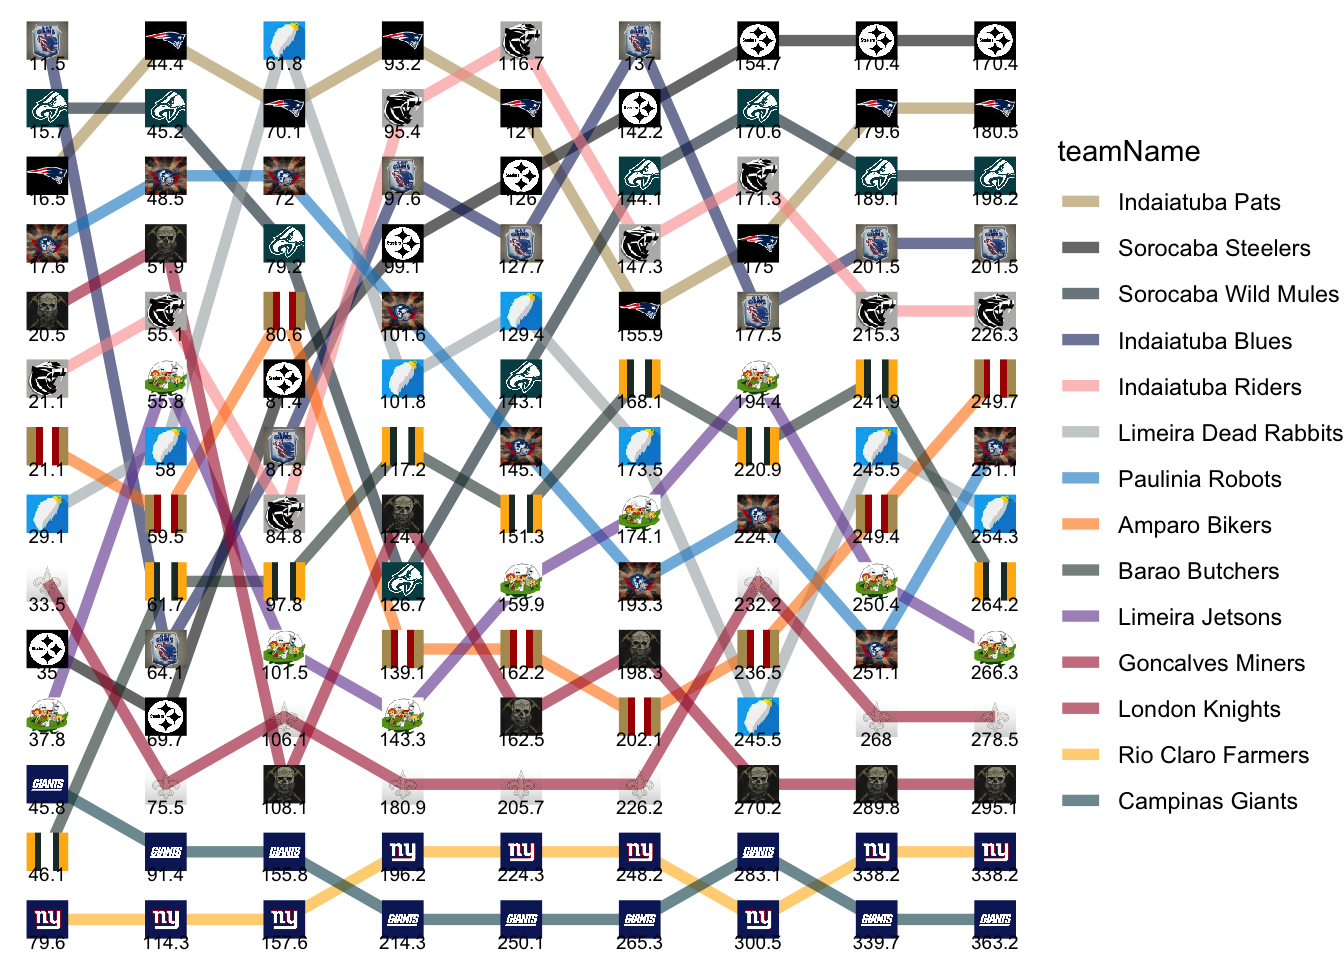 11.5 44.4 61.8 93.2 116.7 137 154.7 170.4 170.4
15.7 45.2 70.1 95.4 121 142.2 170.6 179.6 180.5
16.5 48.5 72 97.6 126 144.1 171.3 189.1 198.2
17.6 51.9 79.2 99.1 127.7 147.3 175 201.5 201.5
20.5 55.1 80.6 101.6 129.4 155.9 177.5 215.3 226.3
21.1 55.8 81.4 101.8 143.1 168.1 194.4 241.9 249.7
21.1 58 81.8 117.2 145.1 173.5 220.9 245.5 251.1
29.1 59.5 84.8 124.1 151.3 174.1 224.7 249.4 254.3
33.5 61.7 97.8 126.7 159.9 193.3 232.2 250.4 264.2
35 64.1 101.5 139.1 162.2 198.3 236.5 251.1 266.3
37.8 69.7 106.1 143.3 162.5 202.1 245.5 268 278.5
GIANTS
45.8 75.5 108.1 180.9 205.7 226.2 270.2 289.8 295.1
GIANTS GIANTS ny ny ny GIANTS ny ny
46.1 91.4 155.8 196.2 224.3 248.2 283.1 338.2 338.2
ny ny ny GIANTS GIANTS GIANTS ny GIANTS GIANTS
79.6 114.3 157.6 214.3 250.1 265.3 300.5 339.7 363.2
teamName
Indaiatuba Pats
Sorocaba Steelers
Sorocaba Wild Mules
Indaiatuba Blues
Indaiatuba Riders
Limeira Dead Rabbits
Paulinia Robots
Amparo Bikers
Barao Butchers
Limeira Jetsons
Goncalves Miners
London Knights
Rio Claro Farmers
Campinas Giants